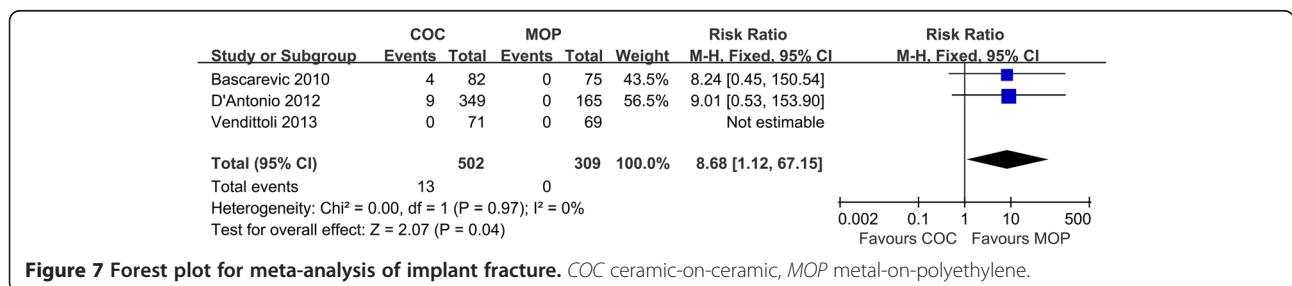 COC MOP Risk Ratio Risk Ratio
Study or Subgroup Events Total Events Total Weight M-H, Fixed, 95% CI M-H, Fixed, 95% CI
Bascarevic 2010 4 82 0 75 43.5% 8.24 [0.45, 150.54]
D'Antonio 2012 9 349 0 165 56.5% 9.01 [0.53, 153.90]
Vendittoli 2013 0 71 0 69 Not estimable
Total (95% CI) 502 309 100.0% 8.68 [1.12, 67.15]
Total events 13 0
Heterogeneity: Chi² = 0.00, df = 1 (P = 0.97); I² = 0%
Test for overall effect: Z = 2.07 (P = 0.04)
0.002 0.1 1 10 500
Favours COC Favours MOP
Figure 7 Forest plot for meta-analysis of implant fracture. COC ceramic-on-ceramic, MOP metal-on-polyethylene.